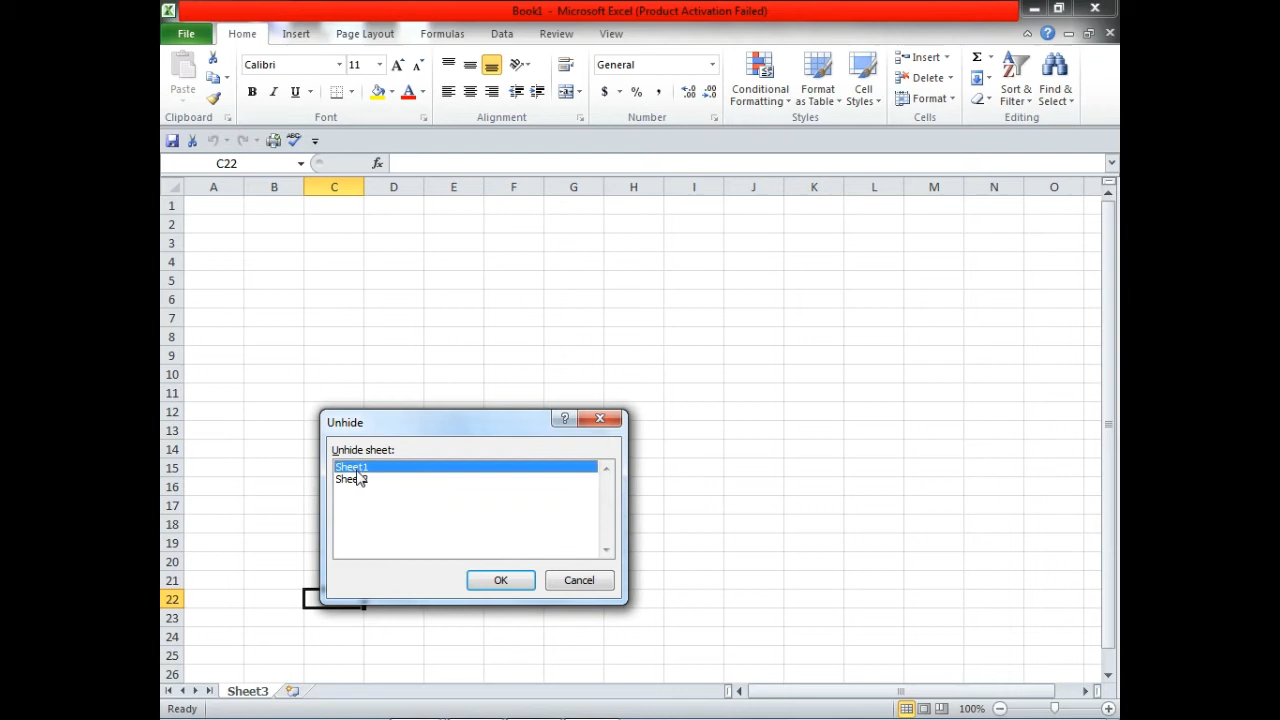 Book1 - Microsoft Excel (Product Activation Failed)
File Home Insert Page Layout Formulas Data Review View
Paste
Clipboard
Calibri 11
B I U
Font
Alignment
General
$ % ,
Number
Conditional Formatting
Format as Table
Cell Styles
Styles
Insert
Delete
Format
Cells
Sort & Filter
Find & Select
Editing
C22 fx
A B C D E F G H I J K L M N O
1
2
3
4
5
6
7
8
9
10
11
12
13
14
15
16
17
18
19
20
21
22
23
24
25
26
Unhide
Unhide sheet:
Sheet1
OK Cancel
Sheet3
Ready 100%